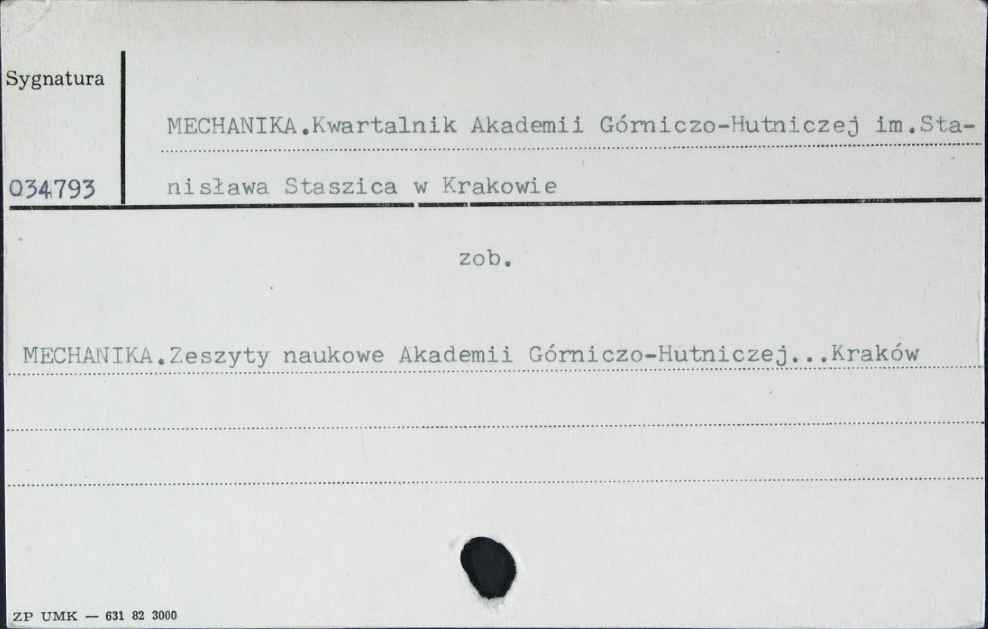 Sygnatura
MECHANIKA.Kwartalnik Akademii Górniczo-Hutniczej im.Sta-
034793
nisława Staszica w Krakowie
zob.
MECHANIKA.Zeszyty naukowe Akademii Górniczo-Hutniczej...Kraków
ZP UMK — 631 82 3000